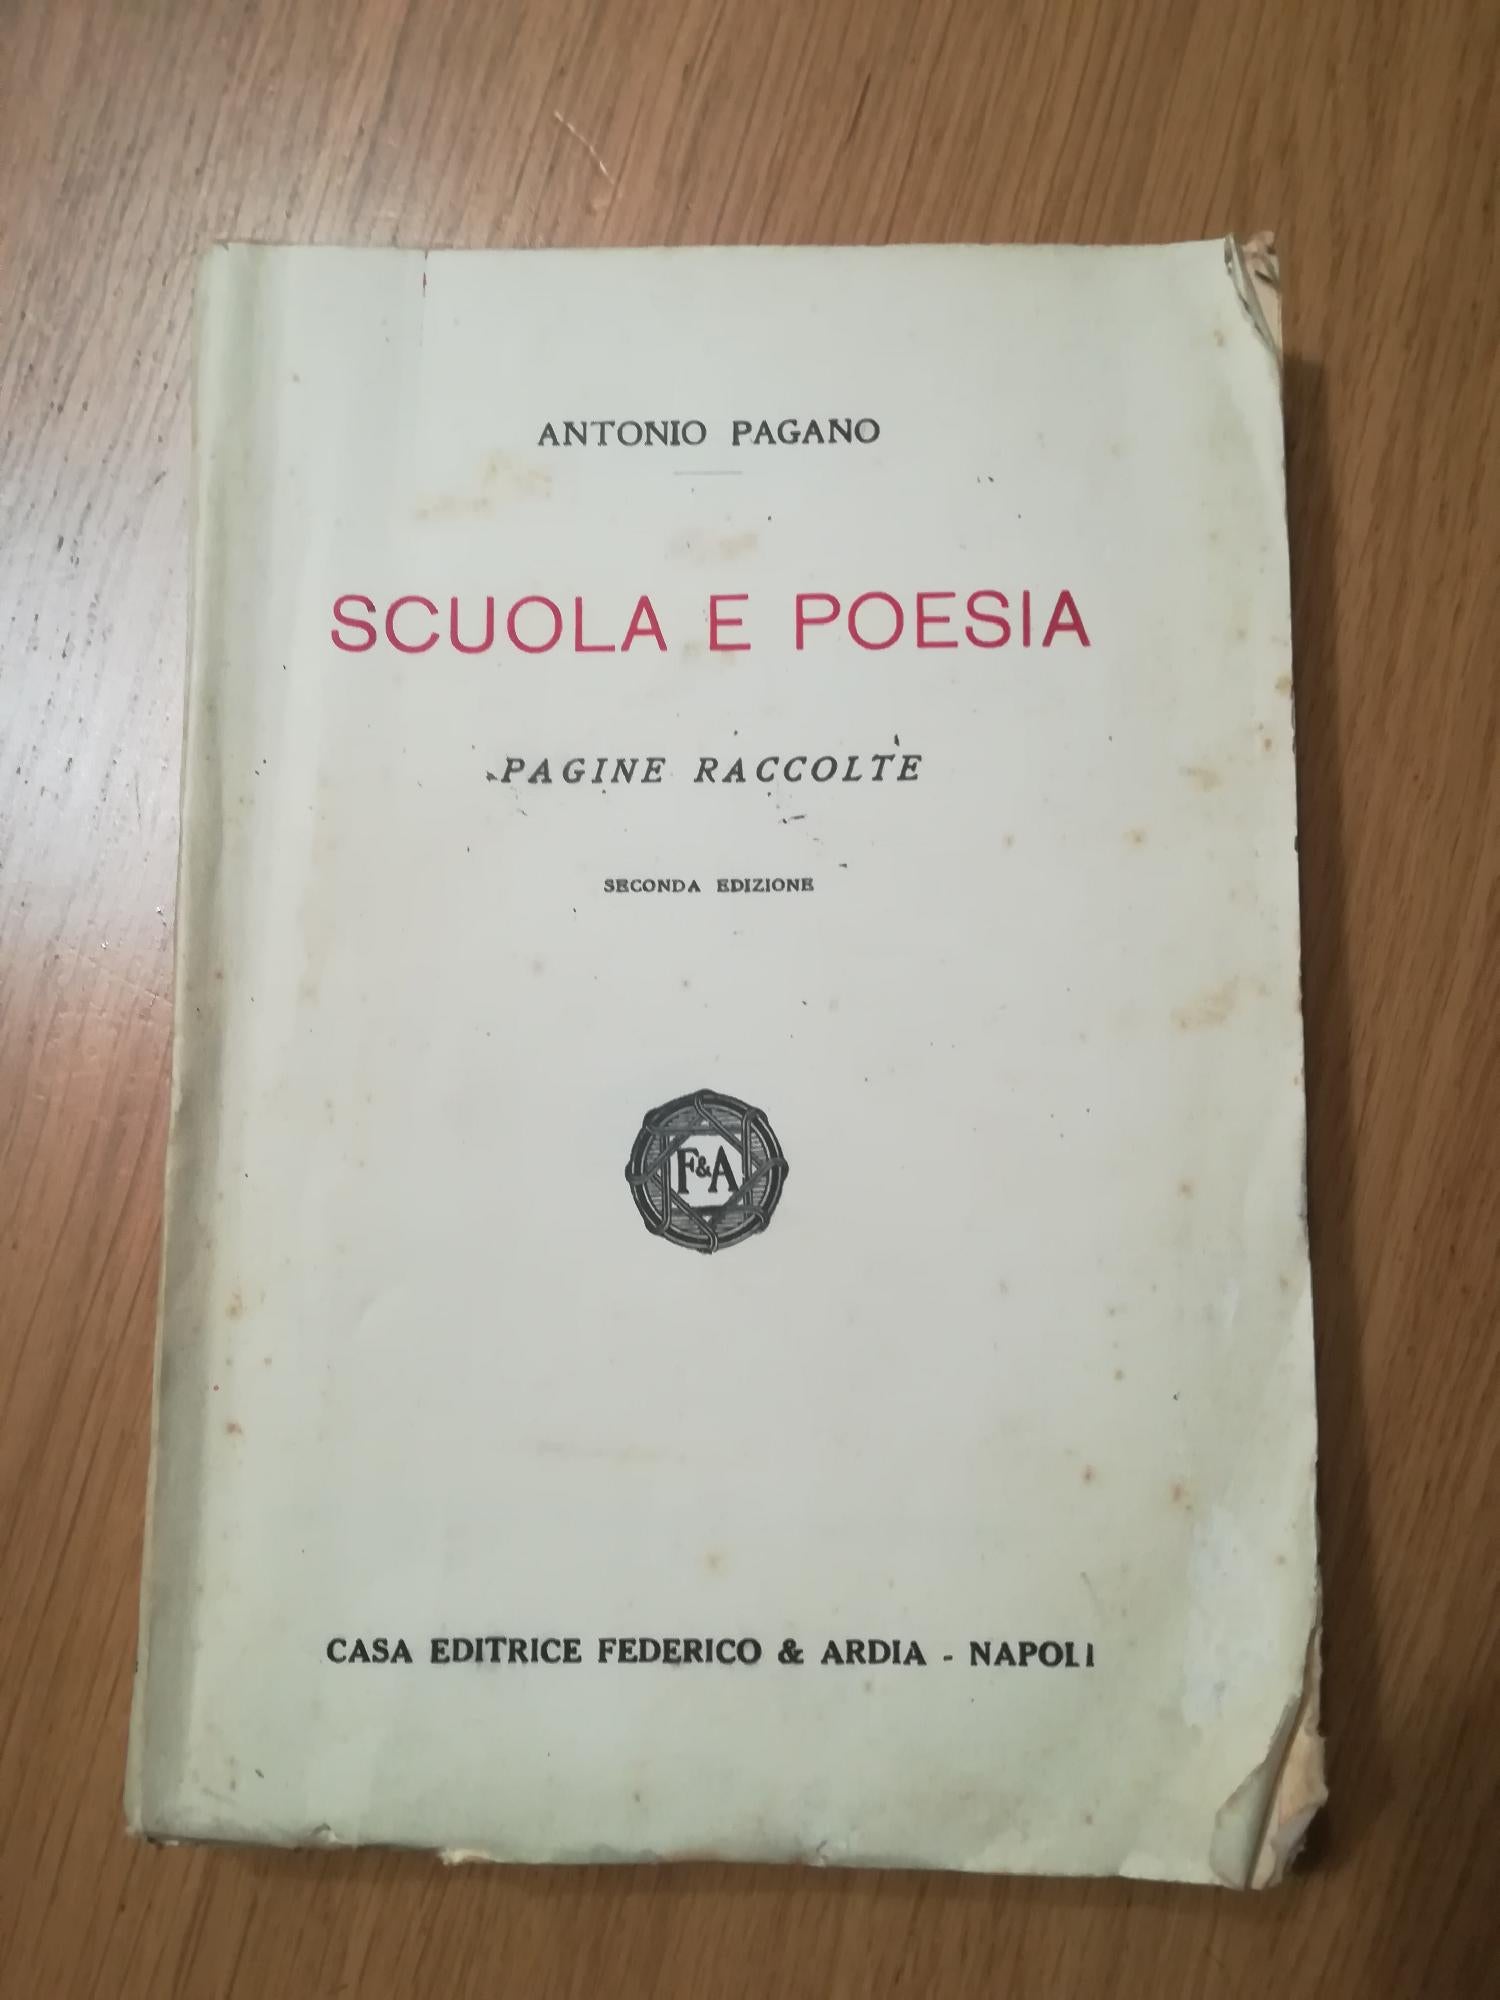 ANTONIO PAGANO
SCUOLA E POESIA
PAGINE RACCOLTE
SECONDA EDIZIONE
F&A
CASA EDITRICE FEDERICO & ARDIA - NAPOLI